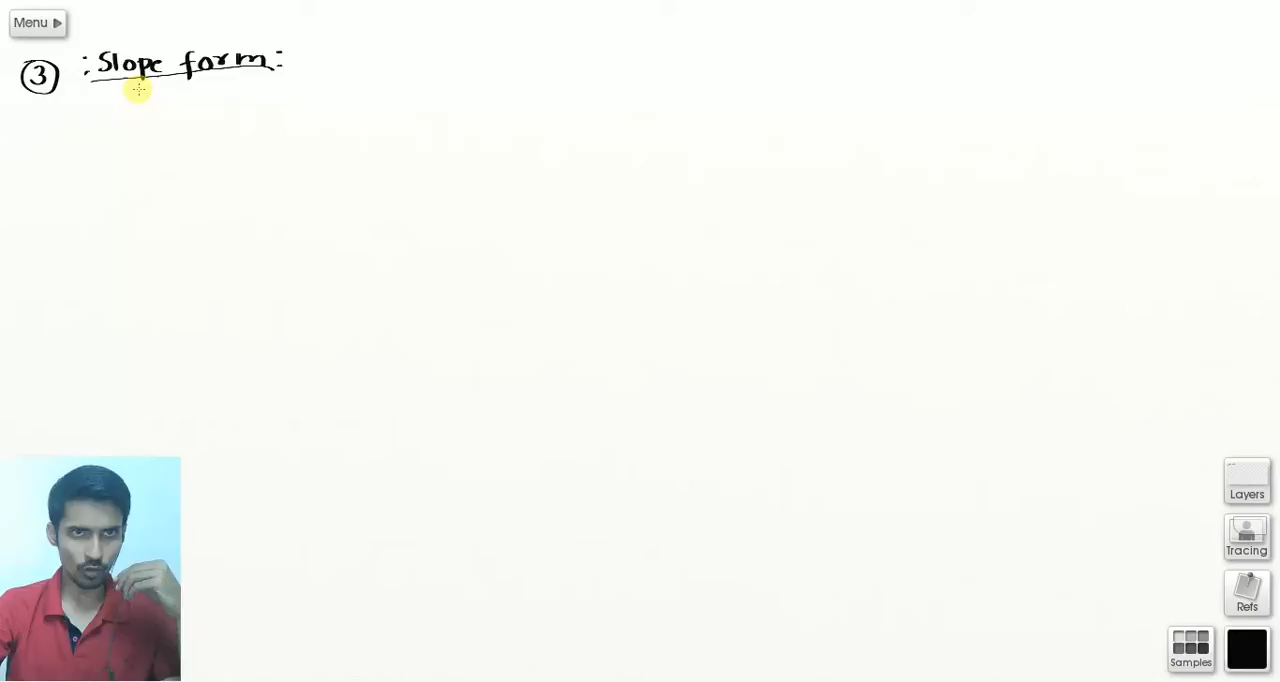 Menu
③ : Slope form :
Layers
Tracing
Refs
Samples